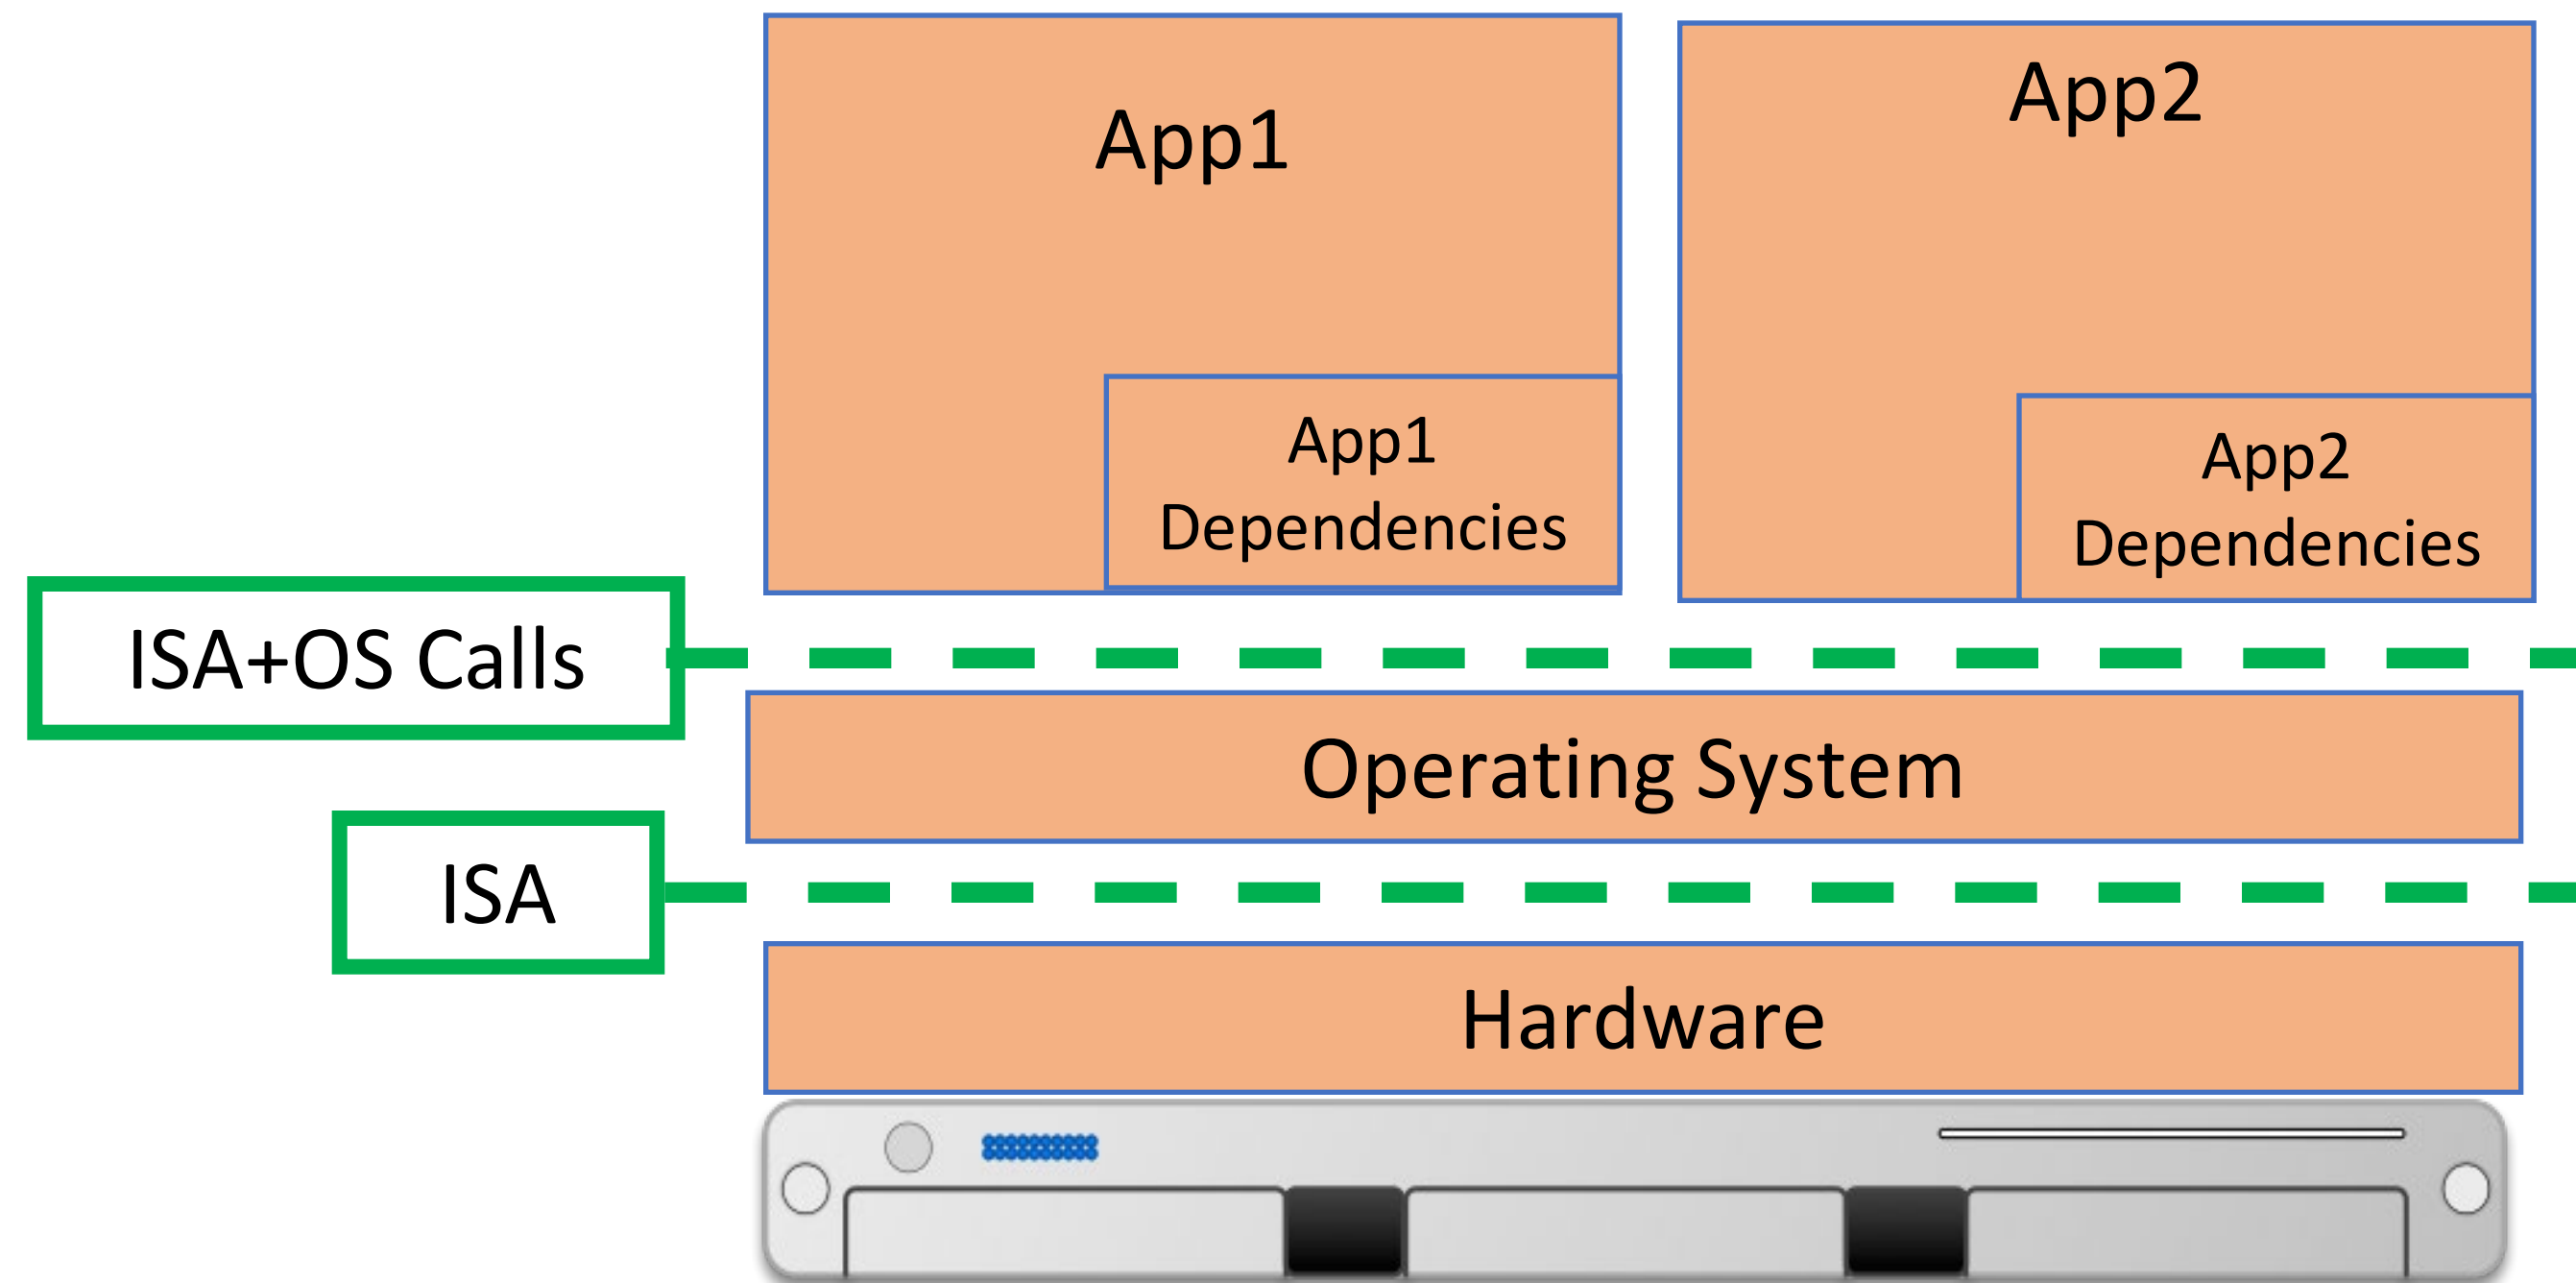 App1
App2
App1
Dependencies
App2
Dependencies
ISA+OS Calls
Operating System
ISA
Hardware